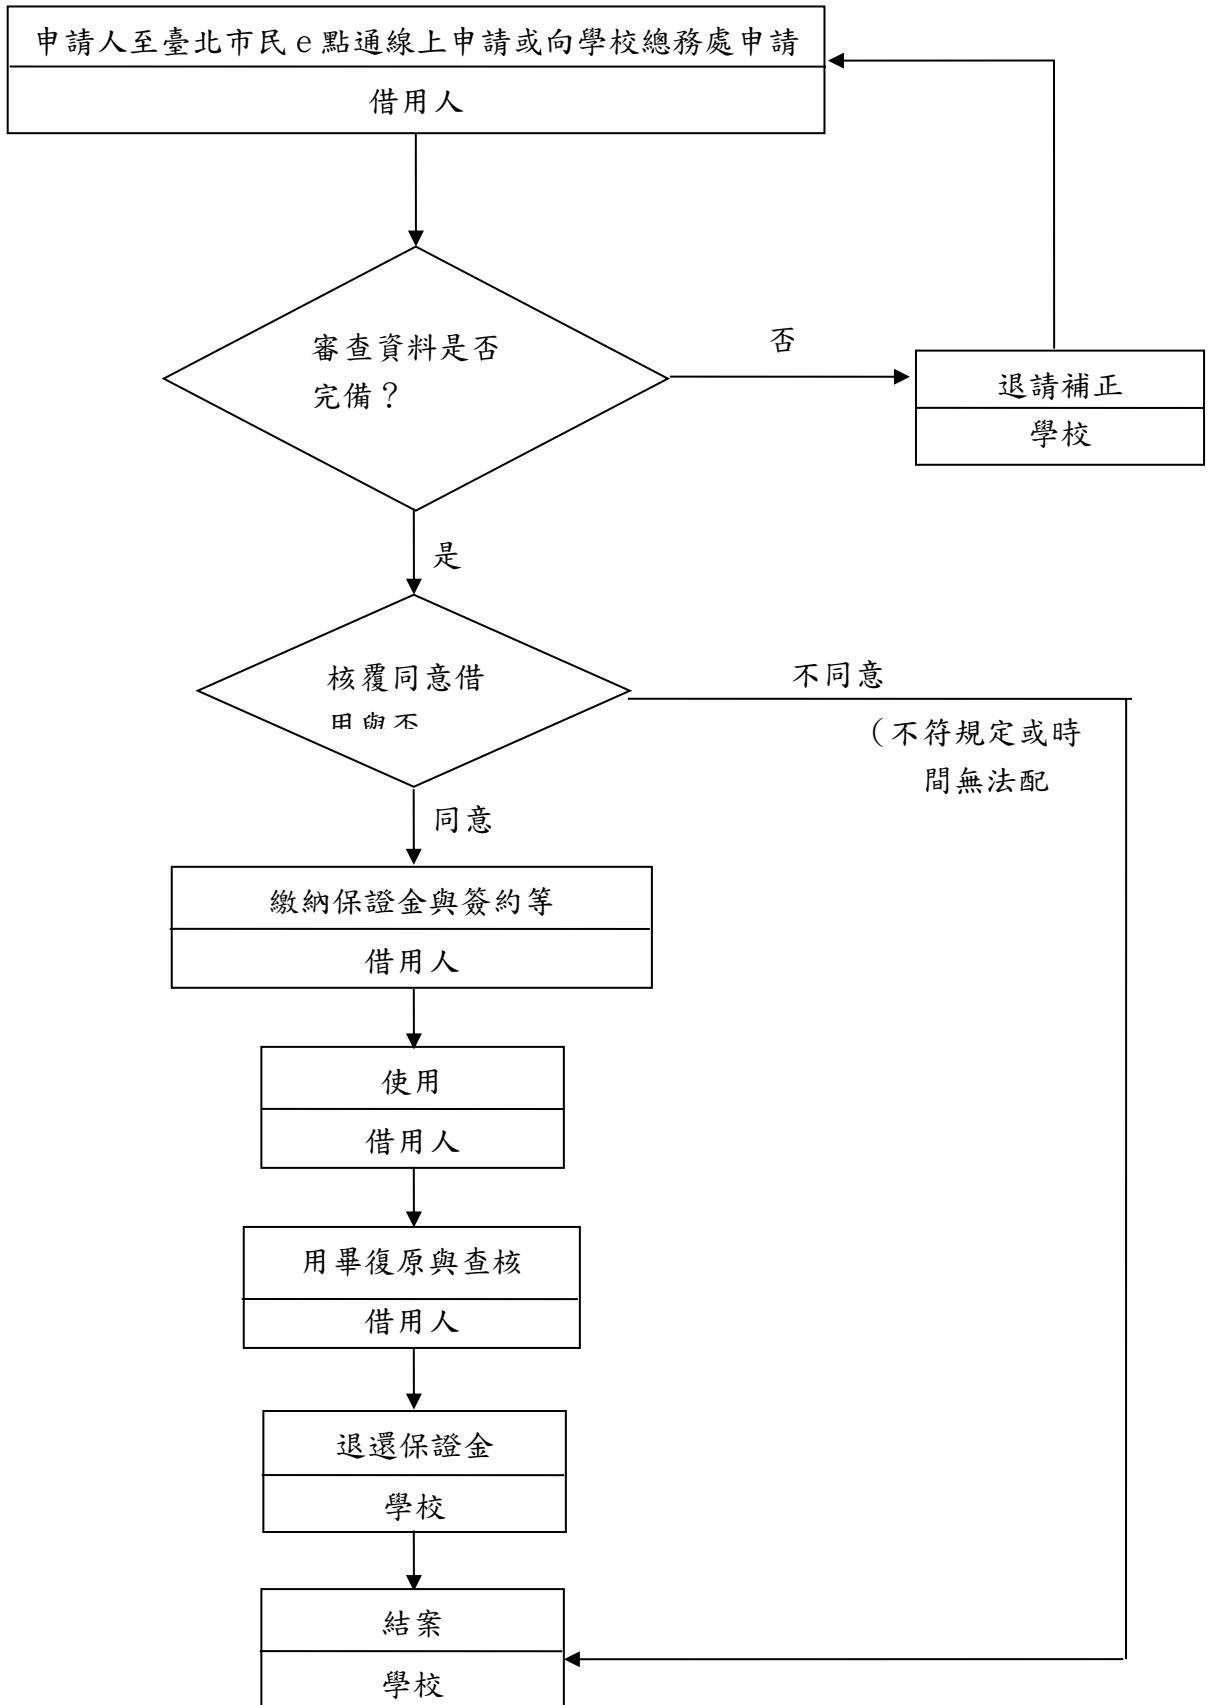 申請人至臺北市民e點通線上申請或向學校總務處申請
借用人
審查資料是否
完備？
否
退請補正
學校
是
核覆同意借
用與否
不同意
（不符規定或時
間無法配
同意
繳納保證金與簽約等
借用人
使用
借用人
用畢復原與查核
借用人
退還保證金
學校
結案
學校